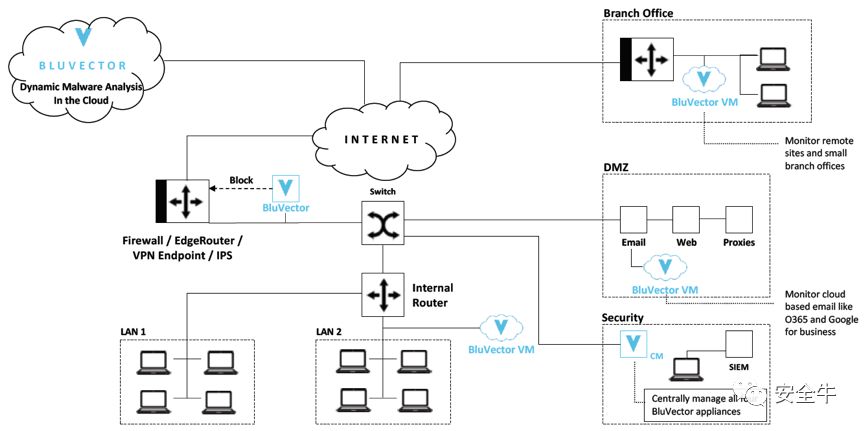 BLUVECTOR
Dynamic Malware Analysis
In the Cloud
INTERNET
Branch Office
BluVector VM
Monitor remote
sites and small
branch offices
Block
BluVector
Firewall / EdgeRouter /
VPN Endpoint / IPS
Switch
DMZ
Email
Web
Proxies
BluVector VM
Monitor cloud
based email like
O365 and Google
for business
Internal
Router
LAN 1
LAN 2
BluVector VM
Security
CM
SIEM
Centrally manage all
BluVector appliances
安全牛